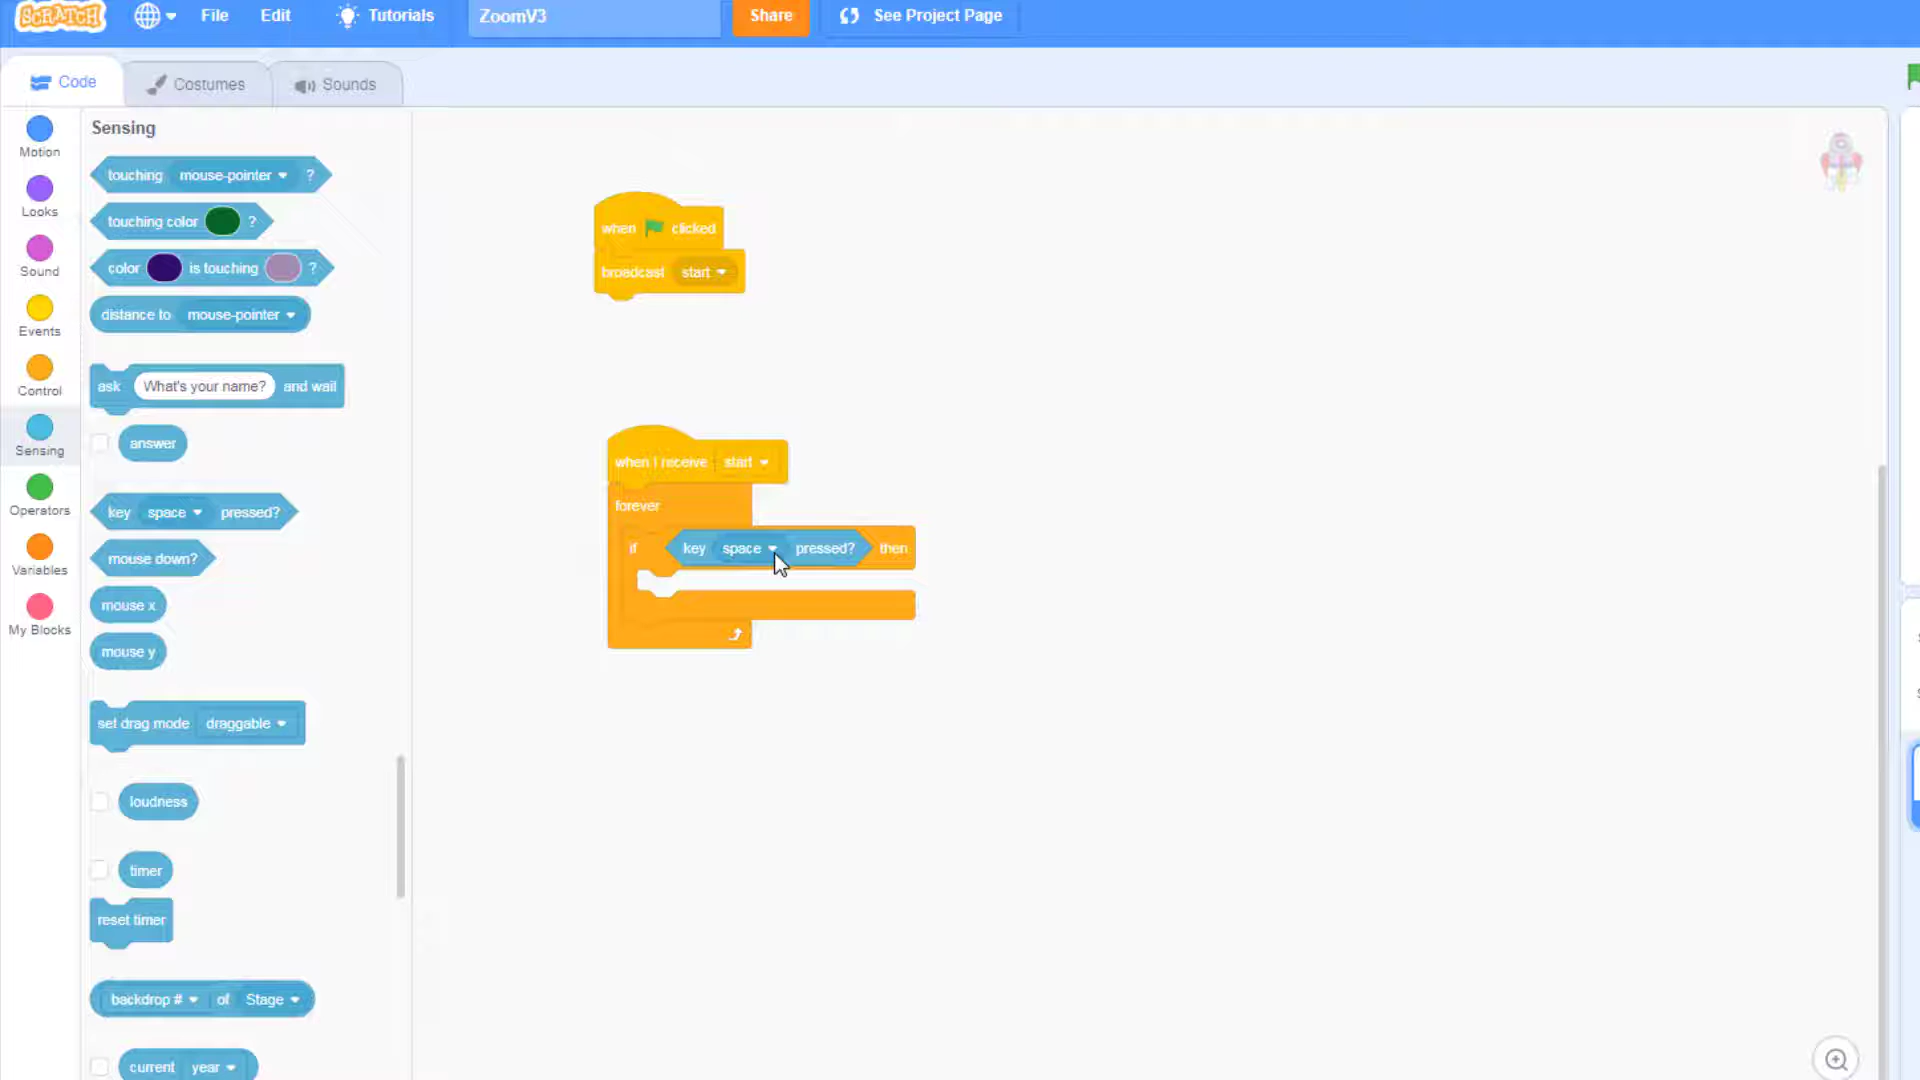 SCRATCH File Edit Tutorials ZoomV3 Share See Project Page
Code Costumes Sounds
Motion
Looks
Sound
Events
Control
Sensing
Operators
Variables
My Blocks
Sensing
touching mouse-pointer ?
touching color ?
color is touching ?
distance to mouse-pointer
ask What's your name? and wait
answer
key space pressed?
mouse down?
mouse x
mouse y
set drag mode draggable
loudness
timer
reset timer
backdrop # of Stage
current year
when clicked
broadcast start
when I receive start
forever
if key space pressed? then